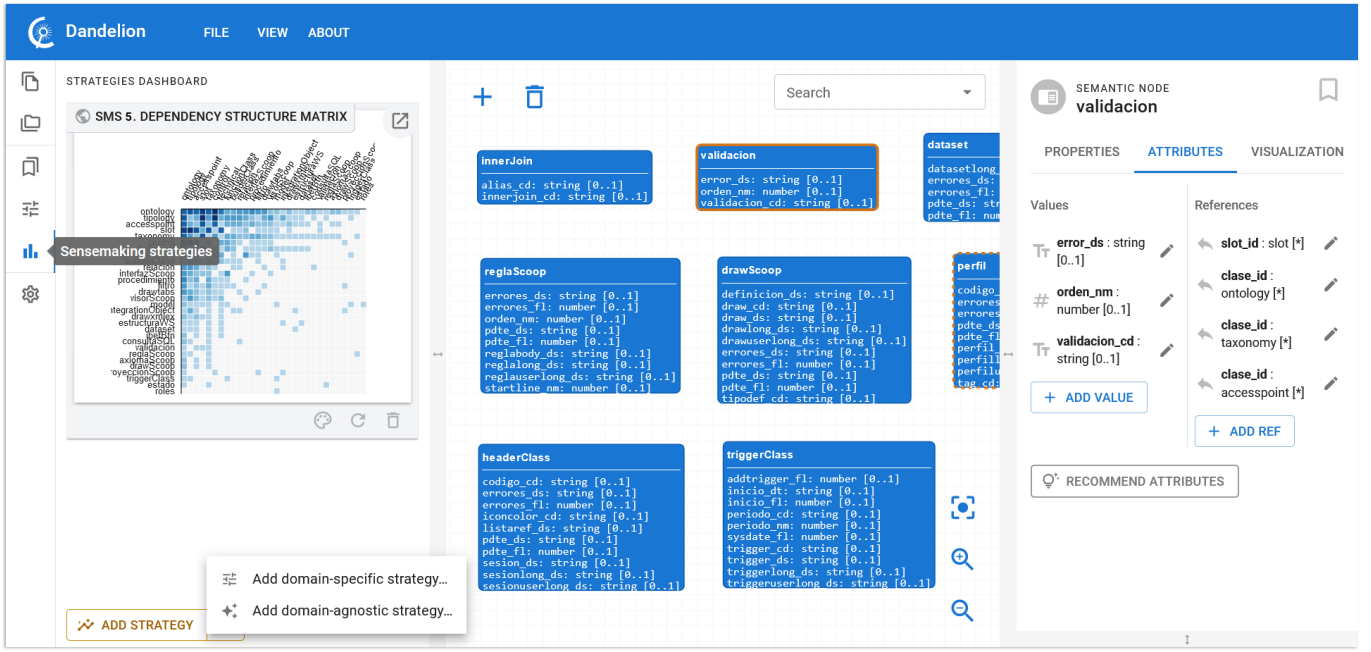 Dandelion
FILE
VIEW
ABOUT
STRATEGIES DASHBOARD
SMS 5. DEPENDENCY STRUCTURE MATRIX
ontology
tipology
accesspoint
slot
taxonomy
Sensemaking strategies
relacion
interfazScoop
procedimiento
filtro
drawtabs
visorScoop
model
ntegrationObject
drawxmlex
estructuraWS
dataset
consultaSQL
validacion
reglaScoop
axiomaScoop
drawScoop
royeccionScoop
triggerClass
estado
roles
ADD STRATEGY
Add domain-specific strategy...
Add domain-agnostic strategy...
Search
innerJoin
alias_cd: string [0..1]
innerjoin_cd: string [0..1]
validacion
error_ds: string [0..1]
orden_nm: number [0..1]
validacion_cd: string [0..1]
dataset
datasetlong_
errores_ds:
errores_fl:
pdte_ds: str
pdte_fl: num
reglaScoop
errores_ds: string [0..1]
errores_fl: number [0..1]
orden_nm: number [0..1]
pdte_ds: string [0..1]
pdte_fl: number [0..1]
reglabody_ds: string [0..1]
reglalong_ds: string [0..1]
reglauserlong_ds: string [0..1]
startline_nm: number [0..1]
drawScoop
definicion_ds: string [0..1]
draw_cd: string [0..1]
draw_ds: string [0..1]
drawlong_ds: string [0..1]
drawuserlong_ds: string [0..1]
errores_ds: string [0..1]
errores_fl: number [0..1]
pdte_ds: string [0..1]
pdte_fl: number [0..1]
tipodef_cd: string [0..1]
perfil
codigo_
errores
errores
pdte_ds
pdte_fl
perfil_
perfill
perfilu
tag_cd:
headerClass
codigo_cd: string [0..1]
errores_ds: string [0..1]
errores_fl: number [0..1]
iconcolor_cd: string [0..1]
listaref_ds: string [0..1]
pdte_ds: string [0..1]
pdte_fl: number [0..1]
sesion_ds: string [0..1]
sesionlong_ds: string [0..1]
sesionuserlong_ds: string [0..1]
triggerClass
addtrigger_fl: number [0..1]
inicio_dt: string [0..1]
inicio_fl: number [0..1]
periodo_cd: string [0..1]
periodo_nm: number [0..1]
sysdate_fl: number [0..1]
trigger_cd: string [0..1]
trigger_ds: string [0..1]
triggerlong_ds: string [0..1]
triggeruserlong_ds: string [0..1]
SEMANTIC NODE
validacion
PROPERTIES
ATTRIBUTES
VISUALIZATION
Values
error_ds : string
[0..1]
orden_nm :
number [0..1]
validacion_cd :
string [0..1]
ADD VALUE
References
slot_id : slot [*]
clase_id :
ontology [*]
clase_id :
taxonomy [*]
clase_id :
accesspoint [*]
ADD REF
RECOMMEND ATTRIBUTES